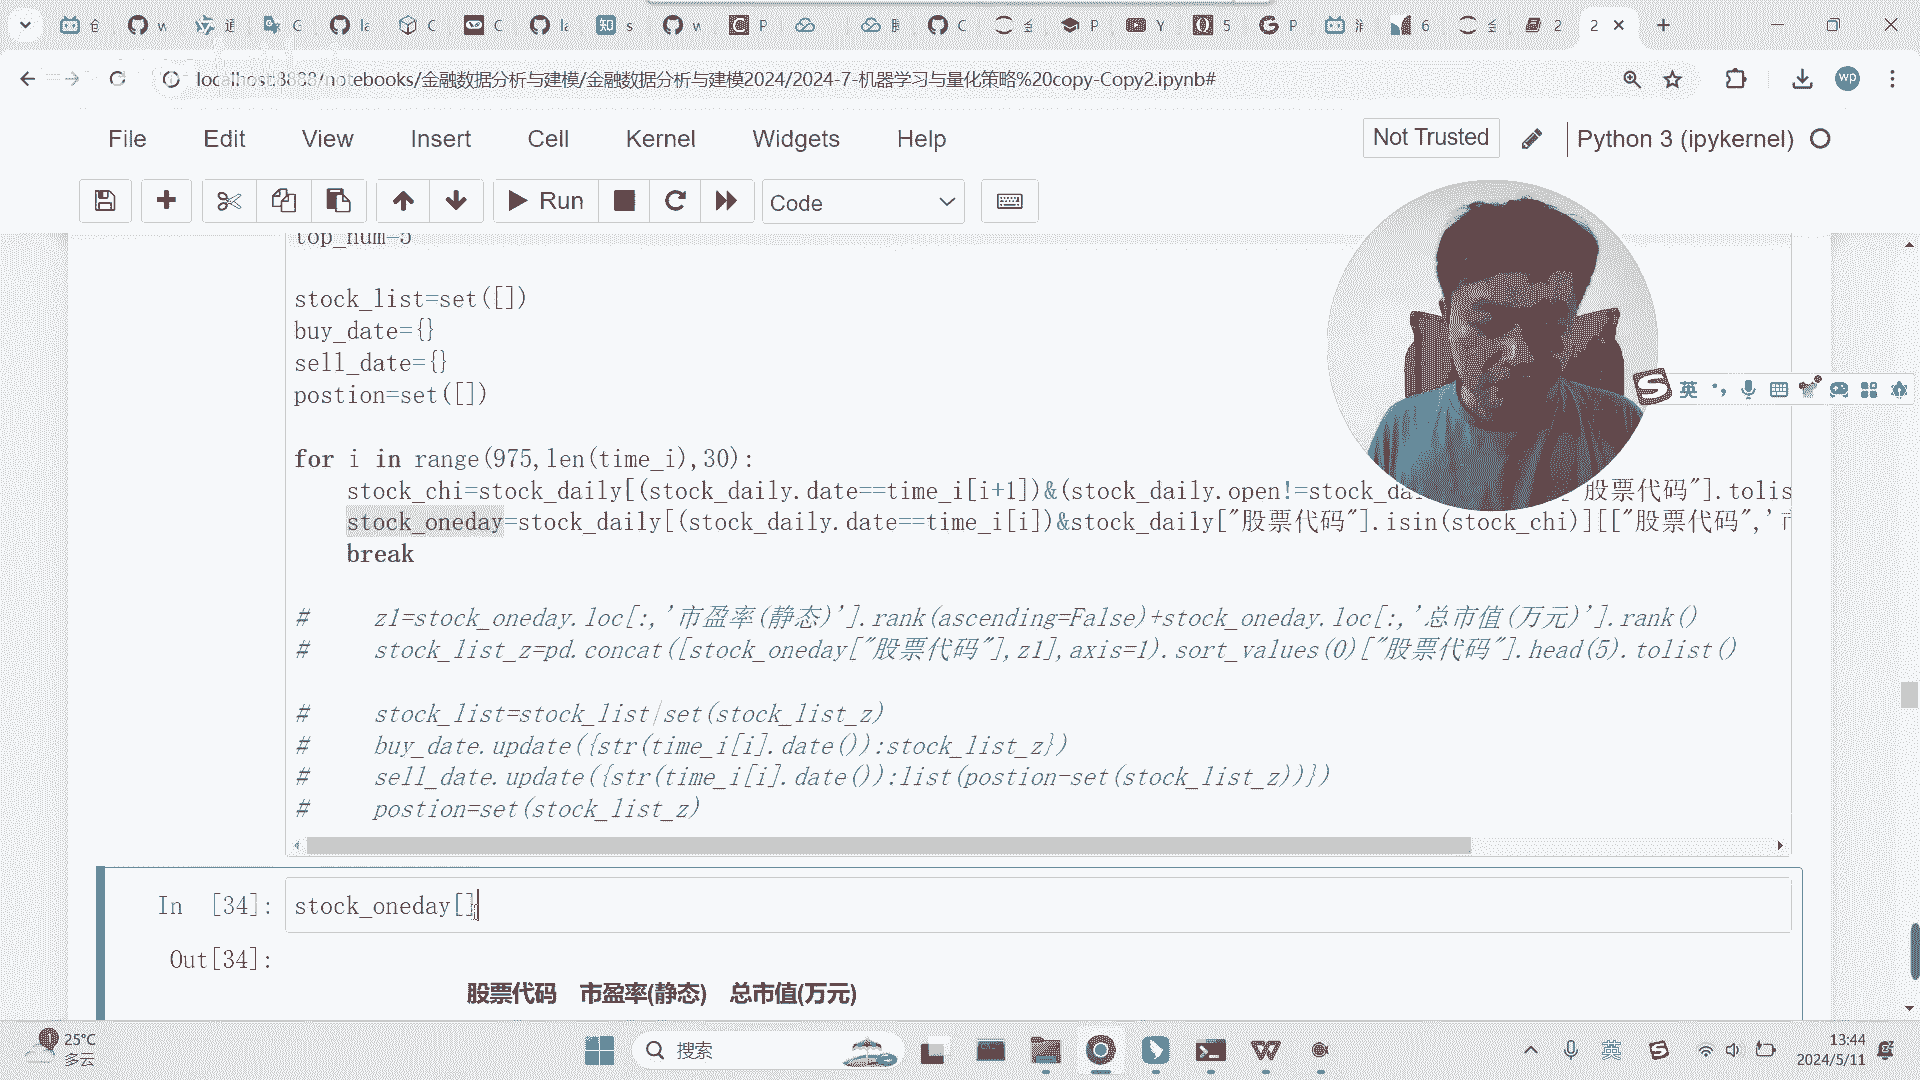 localhost:8888/notebooks/金融数据分析与建模/金融数据分析与建模2024/2024-7-机器学习与量化策略%20copy-Copy2.ipynb#
wp
File Edit View Insert Cell Kernel Widgets Help
Not Trusted
Python 3 (ipykernel)
Run
Code
top_num=5
stock_list=set([])
buy_date={}
sell_date={}
postion=set([])
for i in range(975,len(time_i),30):
stock_chi=stock_daily[(stock_daily.date==time_i[i+1])&(stock_daily.open!=stock_da 股票代码"].tolis
stock_oneday=stock_daily[(stock_daily.date==time_i[i])&stock_daily["股票代码"].isin(stock_chi)][["股票代码",'市
break
# z1=stock_oneday.loc[:,'市盈率(静态)'].rank(ascending=False)+stock_oneday.loc[:,'总市值(万元)'].rank()
# stock_list_z=pd.concat([stock_oneday["股票代码"],z1],axis=1).sort_values(0)["股票代码"].head(5).tolist()
# stock_list=stock_list|set(stock_list_z)
# buy_date.update({str(time_i[i].date()):stock_list_z})
# sell_date.update({str(time_i[i].date()):list(postion-set(stock_list_z))})
# postion=set(stock_list_z)
In [34]: stock_oneday[]
Out[34]:
股票代码 市盈率(静态) 总市值(万元)
英
25°C
多云
搜索
英
13:44
2024/5/11